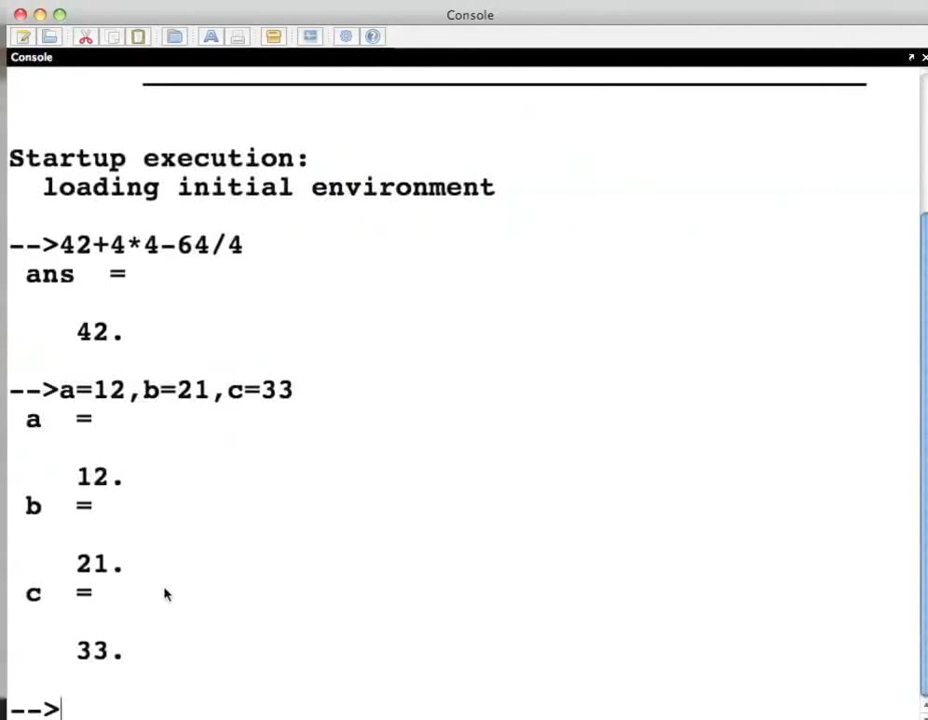 Console
Console
Startup execution:
loading initial environment
-->42+4*4-64/4
ans =
42.
-->a=12,b=21,c=33
a =
12.
b =
21.
c =
33.
-->